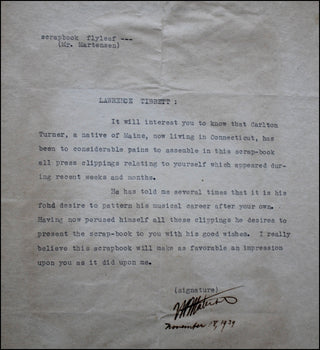 scrapbook flyleaf ---
(Mr. Martensen)
LAWRENCE TIBBETT:
It will interest you to know that Carlton
Turner, a native of Maine, now living in Connecticut, has
been to considerable pains to assemble in this scrap-book
all press clippings relating to yourself which appeared dur-
ing recent weeks and months.
He has told me several times that it is his
fond desire to pattern his musical career after your own.
Having now perused himself all these clippings he desires to
present the scrap-book to you with his good wishes. I really
believe this scrapbook will make as favorable an impression
upon you as it did upon me.
(signature)
November 1939